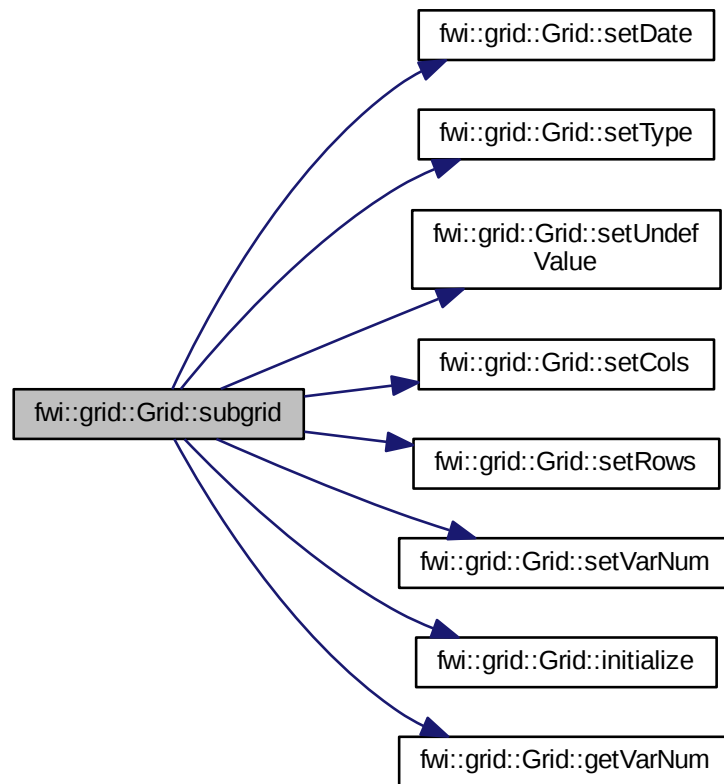 fwi::grid::Grid::setDate
fwi::grid::Grid::setType
fwi::grid::Grid::setUndef
Value
fwi::grid::Grid::setCols
fwi::grid::Grid::subgrid
fwi::grid::Grid::setRows
fwi::grid::Grid::setVarNum
fwi::grid::Grid::initialize
fwi::grid::Grid::getVarNum